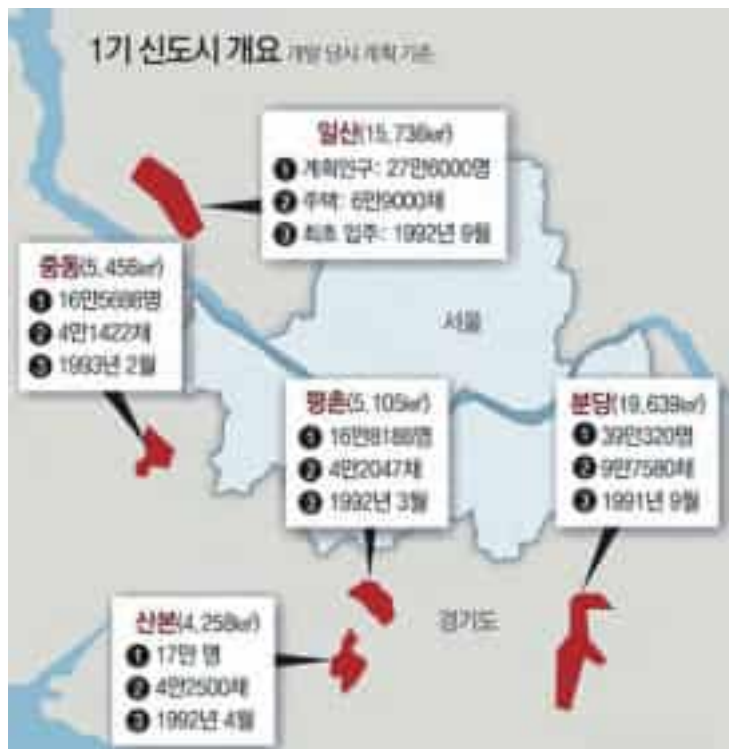 1기 신도시 개요 개발 당시 계획 기준
일산(15,736㎢)
❶ 계획인구: 27만6000명
❷ 주택: 6만9000채
❸ 최초 입주: 1992년 9월
중동(5,456㎢)
❶ 16만5688명
❷ 4만1422채
❸ 1993년 2월
서울
평촌(5,105㎢)
❶ 16만8188명
❷ 4만2047채
❸ 1992년 3월
분당(19,639㎢)
❶ 39만320명
❷ 9만7580채
❸ 1991년 9월
산본(4,258㎢)
❶ 17만 명
❷ 4만2500채
❸ 1992년 4월
경기도